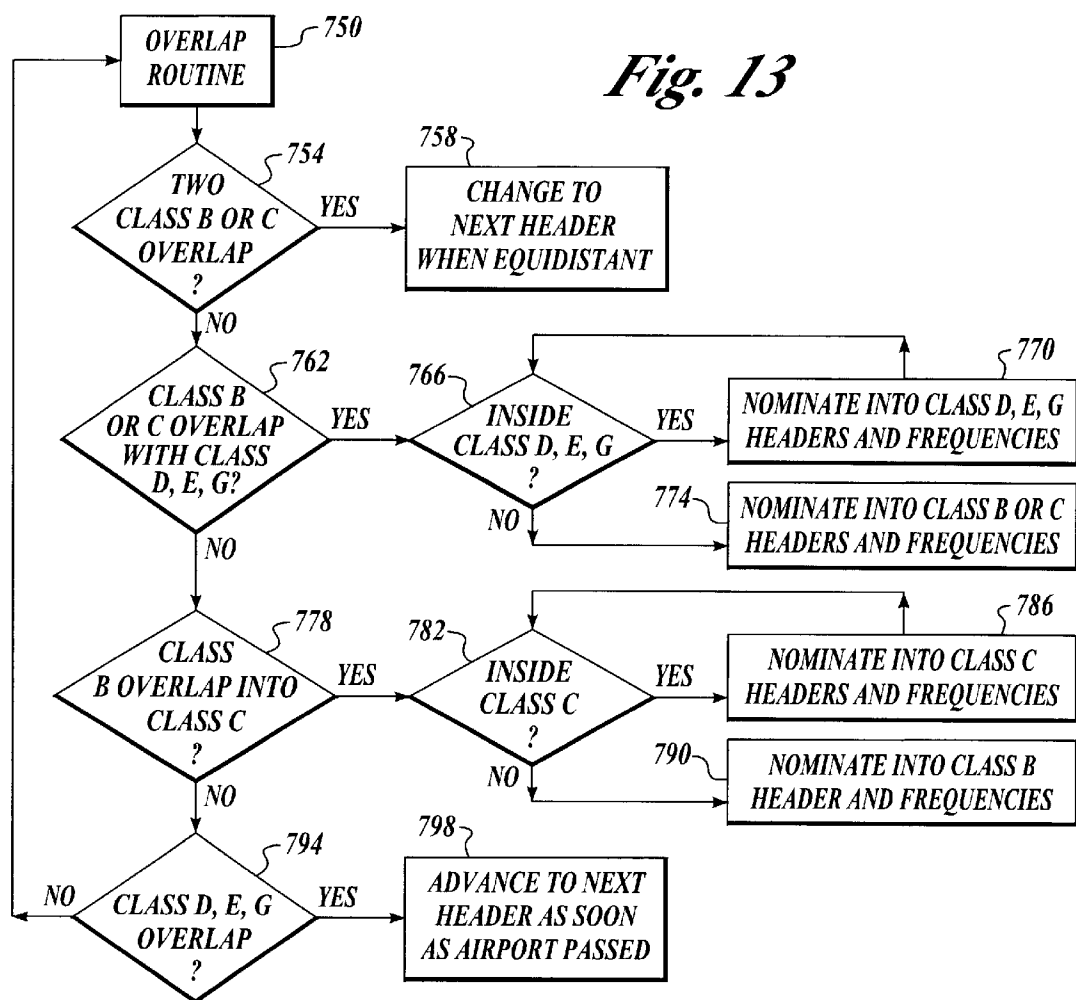 OVERLAP
ROUTINE
750
Fig. 13
754
TWO
CLASS B OR C
OVERLAP
?
YES
758
CHANGE TO
NEXT HEADER
WHEN EQUIDISTANT
NO
762
CLASS B
OR C OVERLAP
WITH CLASS
D, E, G?
YES
766
INSIDE
CLASS D, E, G
?
YES
770
NOMINATE INTO CLASS D, E, G
HEADERS AND FREQUENCIES
NO
774
NOMINATE INTO CLASS B OR C
HEADERS AND FREQUENCIES
NO
778
CLASS
B OVERLAP INTO
CLASS C
?
YES
782
INSIDE
CLASS C
?
YES
786
NOMINATE INTO CLASS C
HEADERS AND FREQUENCIES
NO
790
NOMINATE INTO CLASS B
HEADER AND FREQUENCIES
NO
794
CLASS D, E, G
OVERLAP
?
NO
YES
798
ADVANCE TO NEXT
HEADER AS SOON
AS AIRPORT PASSED